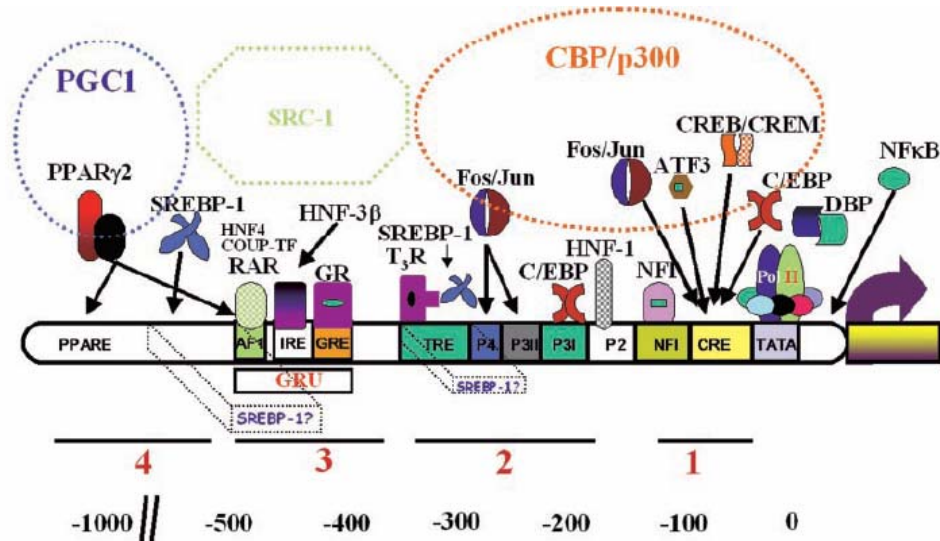 PGC1
SRC-1
CBP/p300
PPARγ2
SREBP-1
HNF4
COUP-TF
RAR
HNF-3β
GR
SREBP-1
T3R
Fos/Jun
C/EBP
HNF-1
Fos/Jun
ATF3
NFI
CREB/CREM
C/EBP
DBP
NFκB
Pol II
PPARE
AF1
IRE
GRE
TRE
P4
P3II
P3I
P2
NFI
CRE
TATA
GRU
SREBP-1?
SREBP-1?
4 3 2 1
-1000 -500 -400 -300 -200 -100 0